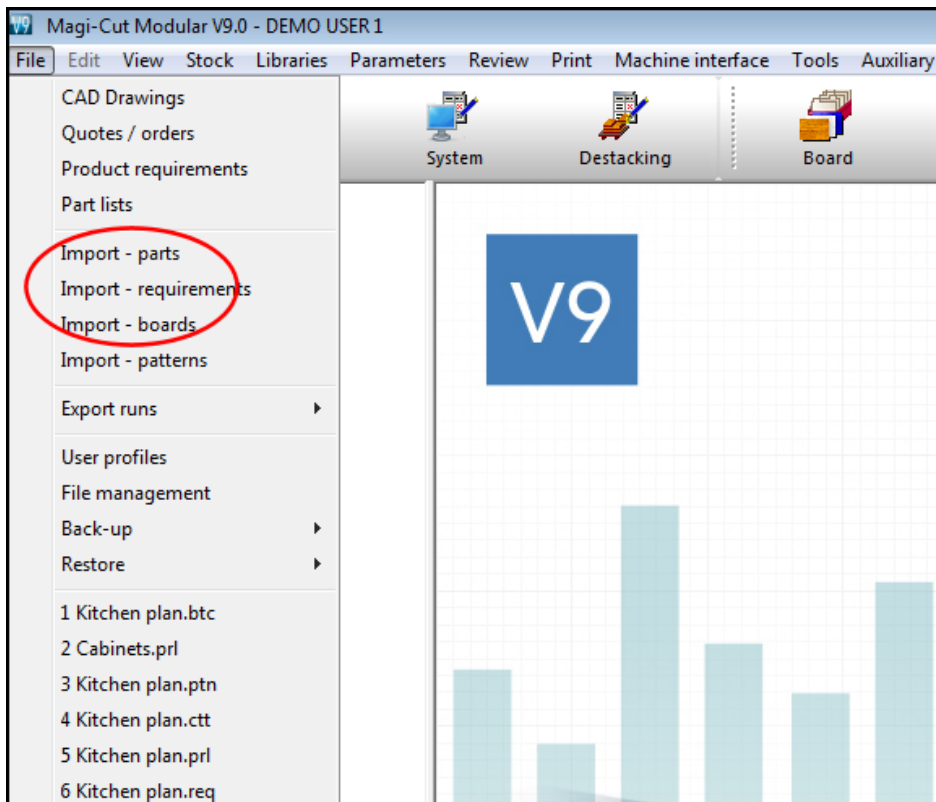 V9 Magi-Cut Modular V9.0 - DEMO USER 1
File Edit View Stock Libraries Parameters Review Print Machine interface Tools Auxiliary
CAD Drawings
Quotes / orders
Product requirements
Part lists
Import - parts
Import - requirements
Import - boards
Import - patterns
Export runs
User profiles
File management
Back-up
Restore
1 Kitchen plan.btc
2 Cabinets.prl
3 Kitchen plan.ptn
4 Kitchen plan.ctt
5 Kitchen plan.prl
6 Kitchen plan.req
System Destacking Board
V9